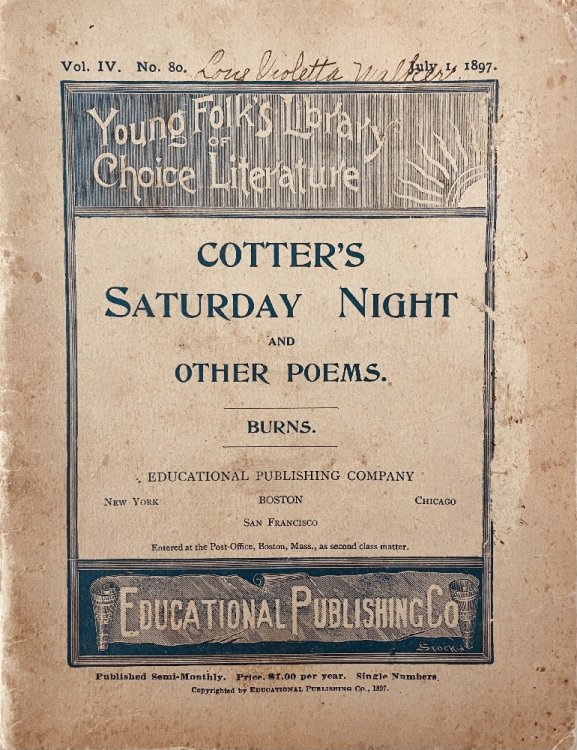 Vol. IV. No. 80. Violetta Walker July 1, 1897.
Young Folk's Library
OF
Choice Literature
COTTER'S
SATURDAY NIGHT
AND
OTHER POEMS.
BURNS.
EDUCATIONAL PUBLISHING COMPANY
NEW YORK BOSTON CHICAGO
SAN FRANCISCO
Entered at the Post-Office, Boston, Mass., as second class matter.
EDUCATIONAL PUBLISHING CO
Published Semi-Monthly. Price, $1.00 per year. Single Numbers
Copyrighted by EDUCATIONAL PUBLISHING CO., 1897.